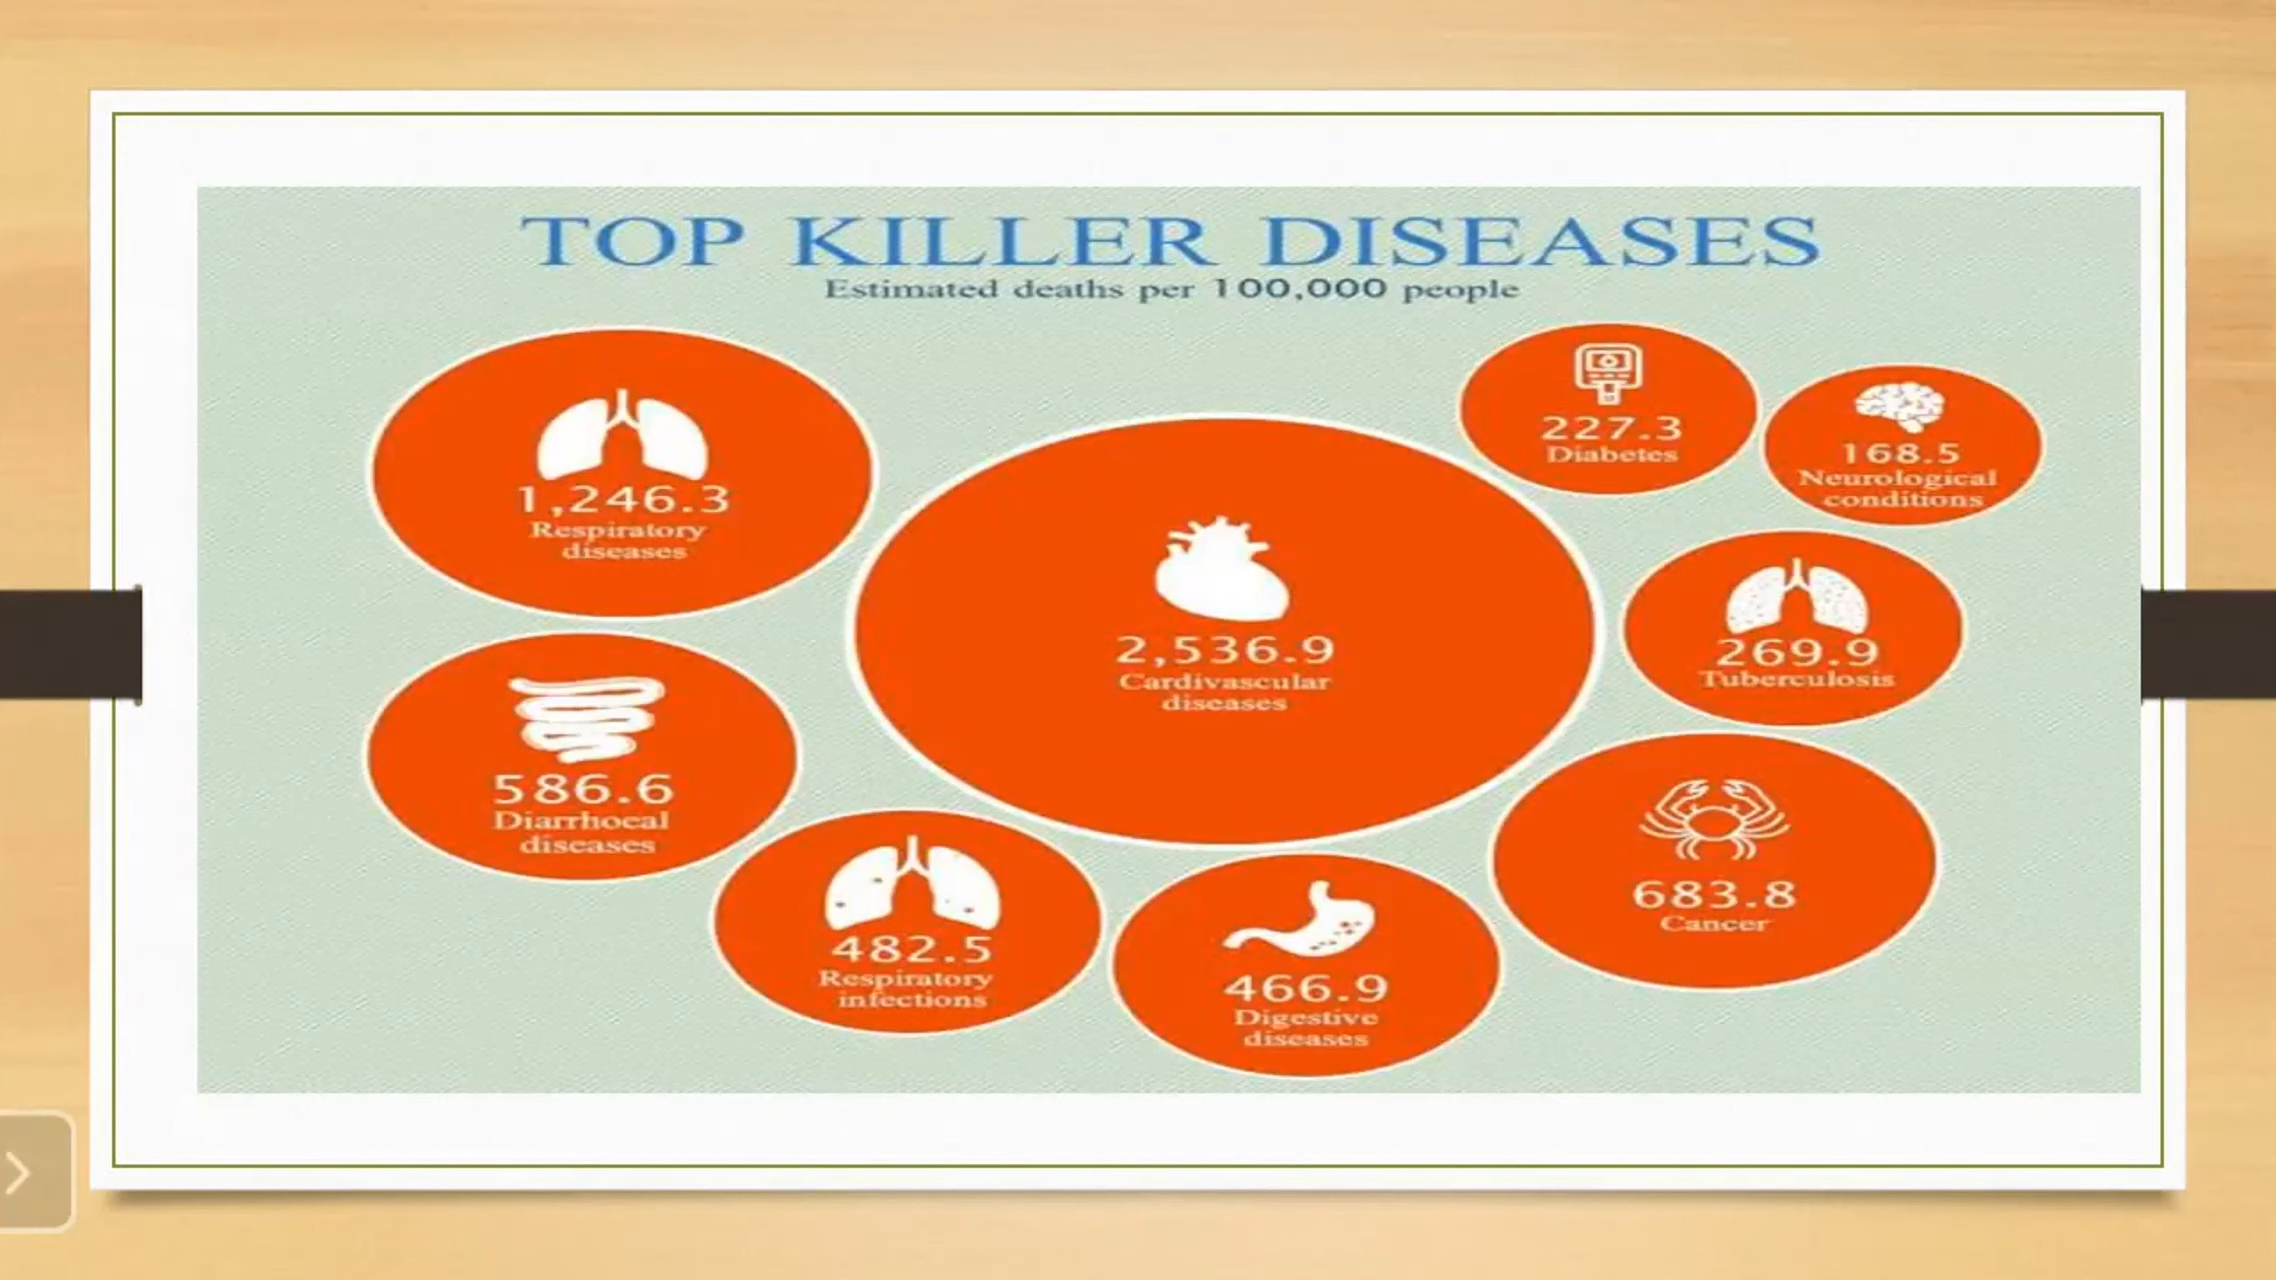 TOP KILLER DISEASES
Estimated deaths per 100,000 people
1,246.3
Respiratory
diseases
2,536.9
Cardivascular
diseases
227.3
Diabetes
168.5
Neurological
conditions
269.9
Tuberculosis
586.6
Diarrhoeal
diseases
482.5
Respiratory
infections
466.9
Digestive
diseases
683.8
Cancer